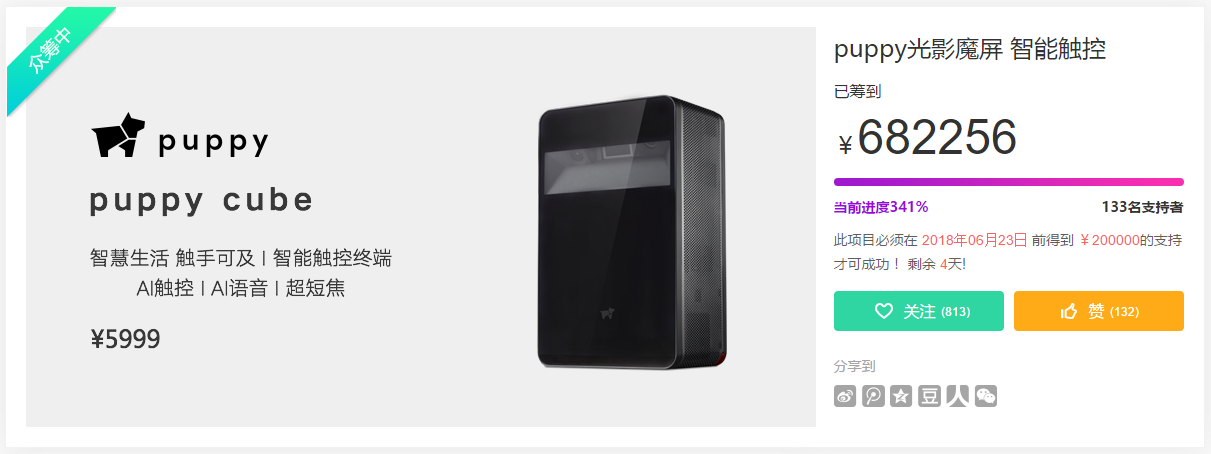 众筹中
puppy
puppy cube
智慧生活 触手可及 | 智能触控终端
AI触控 | AI语音 | 超短焦
¥5999
puppy光影魔屏 智能触控
已筹到
￥682256
当前进度341%
133名支持者
此项目必须在 2018年06月23日 前得到 ￥200000的支持
才可成功！ 剩余 4天!
关注 (813)
赞 (132)
分享到
豆
人